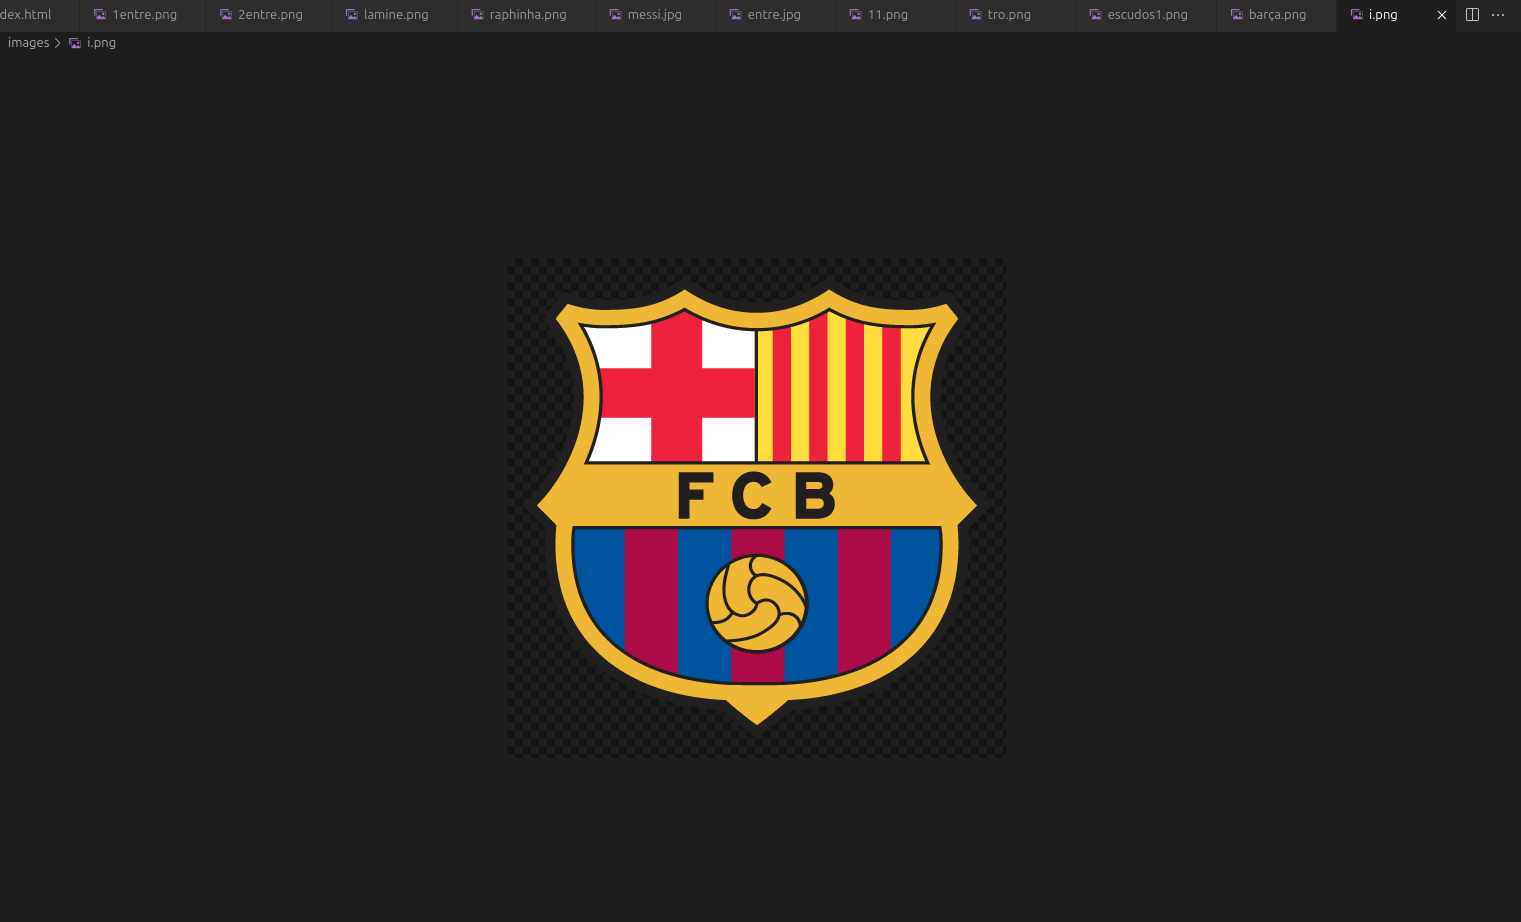 dex.html 1entre.png 2entre.png lamine.png raphinha.png messi.jpg entre.jpg 11.png tro.png escudos1.png barça.png i.png
images i.png
F C B